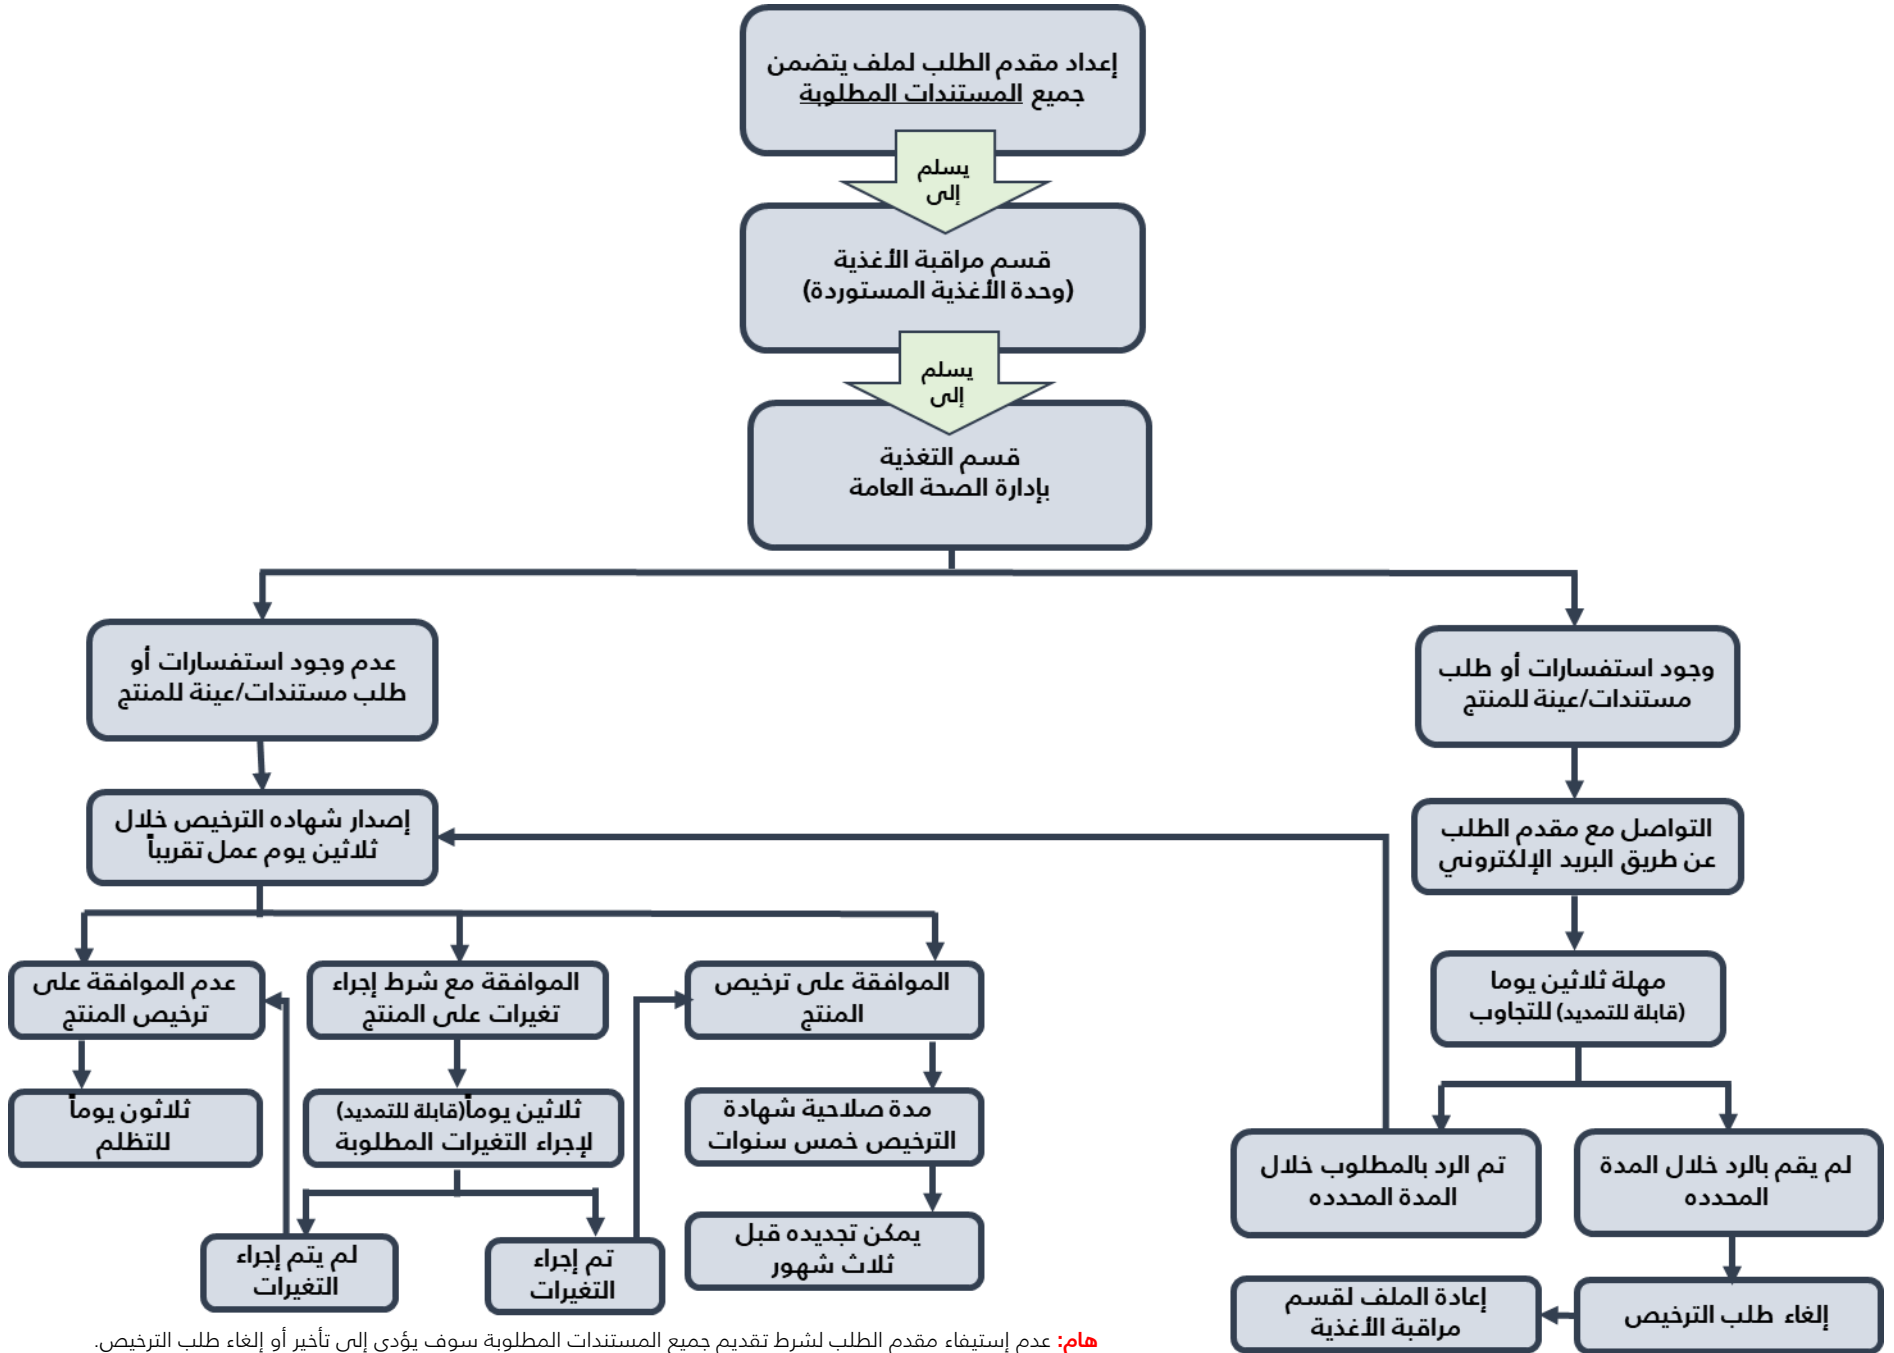 إعداد مقدم الطلب لملف يتضمن
جميع المستندات المطلوبة
يسلم
إلى
قسم مراقبة الأغذية
(وحدة الأغذية المستوردة)
يسلم
إلى
قسم التغذية
بإدارة الصحة العامة
وجود استفسارات أو طلب
مستندات/عينة للمنتج
عدم وجود استفسارات أو
طلب مستندات/عينة للمنتج
التواصل مع مقدم الطلب
عن طريق البريد الإلكتروني
إصدار شهاده الترخيص خلال
ثلاثين يوم عمل تقريباً
مهلة ثلاثين يوما
(قابلة للتمديد) للتجاوب
الموافقة على ترخيص
المنتج
الموافقة مع شرط إجراء
تغيرات على المنتج
عدم الموافقة على
ترخيص المنتج
مدة صلاحية شهادة
الترخيص خمس سنوات
ثلاثين يوماً(قابلة للتمديد)
لإجراء التغيرات المطلوبة
ثلاثون يوماً
للتظلم
لم يقم بالرد خلال المدة
المحدده
تم الرد بالمطلوب خلال
المدة المحدده
يمكن تجديده قبل
ثلاث شهور
تم إجراء
التغيرات
لم يتم إجراء
التغيرات
إلغاء طلب الترخيص
إعادة الملف لقسم
مراقبة الأغذية
هام: عدم إستيفاء مقدم الطلب لشرط تقديم جميع المستندات المطلوبة سوف يؤدى إلى تأخير أو إلغاء طلب الترخيص.